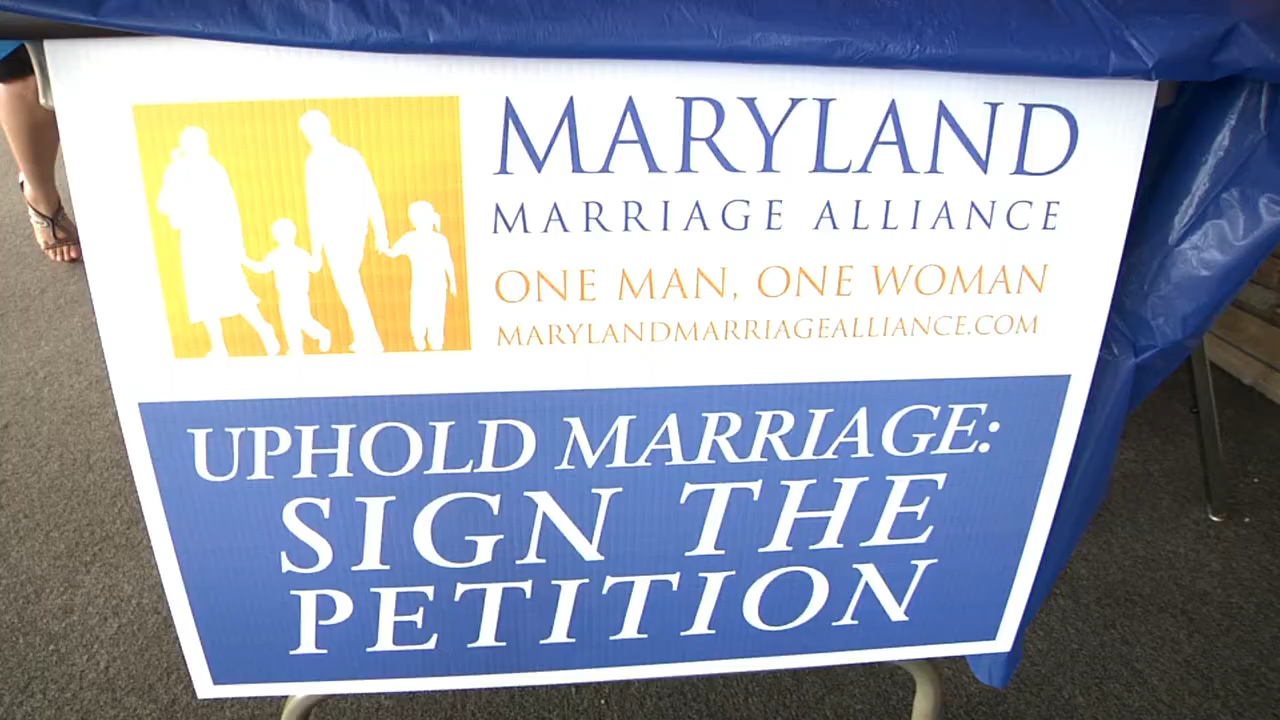 MARYLAND
MARRIAGE ALLIANCE
ONE MAN, ONE WOMAN
MARYLANDMARRIAGEALLIANCE.COM
UPHOLD MARRIAGE:
SIGN THE
PETITION